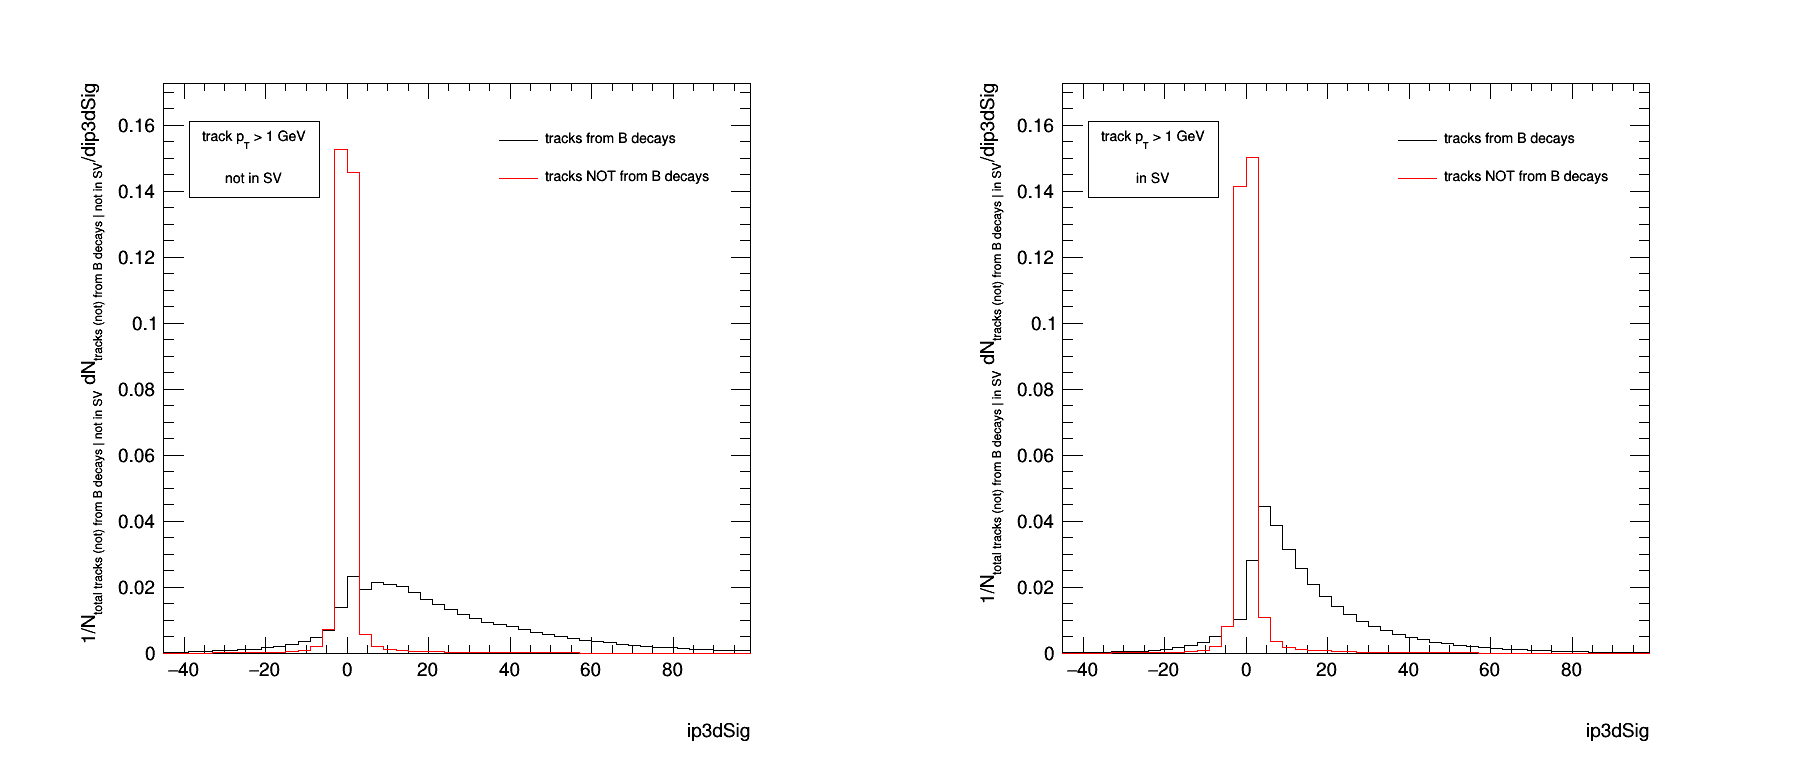 1/N_total tracks (not) from B decays | not in SV dN_tracks (not) from B decays | not in SV/dip3dSig
0.16
0.14
0.12
0.1
0.08
0.06
0.04
0.02
0
track p_T > 1 GeV
not in SV
tracks from B decays
tracks NOT from B decays
−40 −20 0 20 40 60 80
ip3dSig
1/N_total tracks (not) from B decays | in SV dN_tracks (not) from B decays | in SV/dip3dSig
0.16
0.14
0.12
0.1
0.08
0.06
0.04
0.02
0
track p_T > 1 GeV
in SV
tracks from B decays
tracks NOT from B decays
−40 −20 0 20 40 60 80
ip3dSig